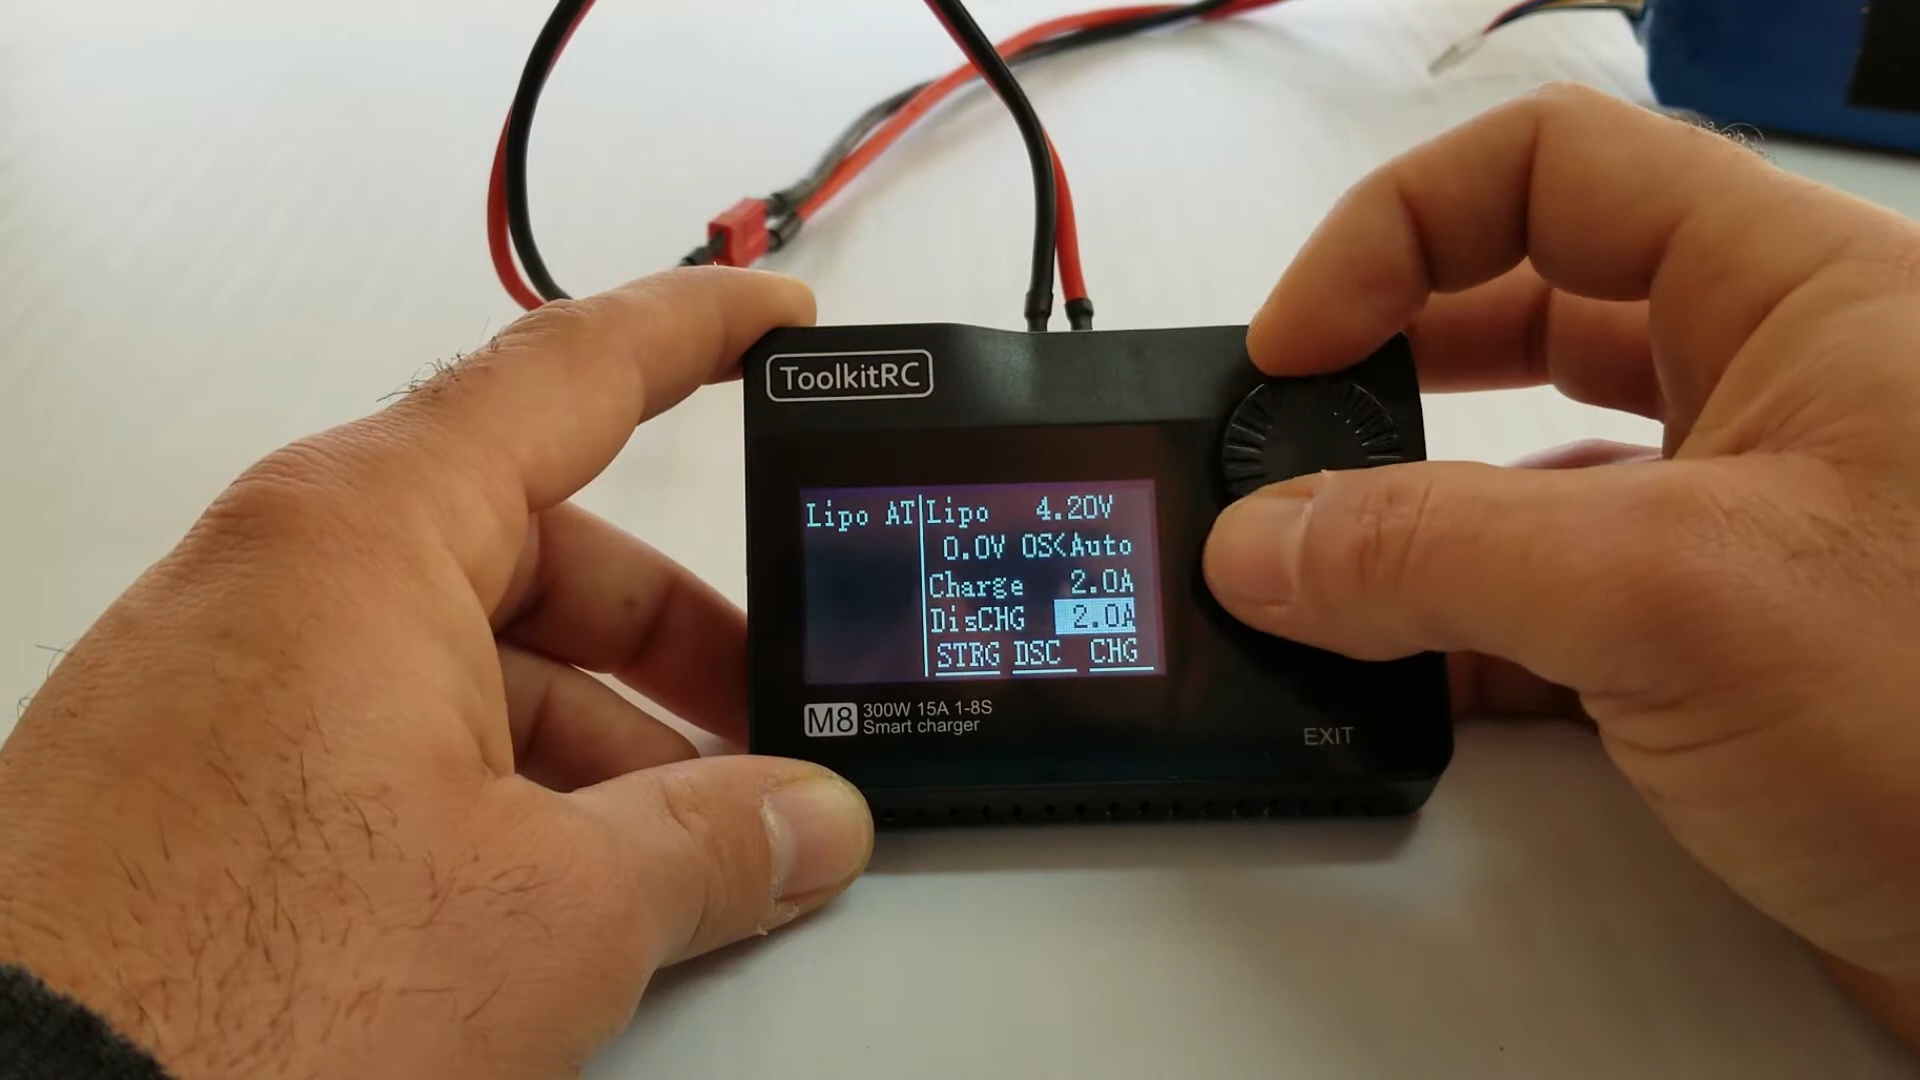 ToolkitRC
Lipo AT
Lipo 4.20V
0.0V 0S<Auto
Charge 2.0A
DisCHG 2.0A
STRG DSC CHG
M8
300W 15A 1-8S
Smart charger
EXIT